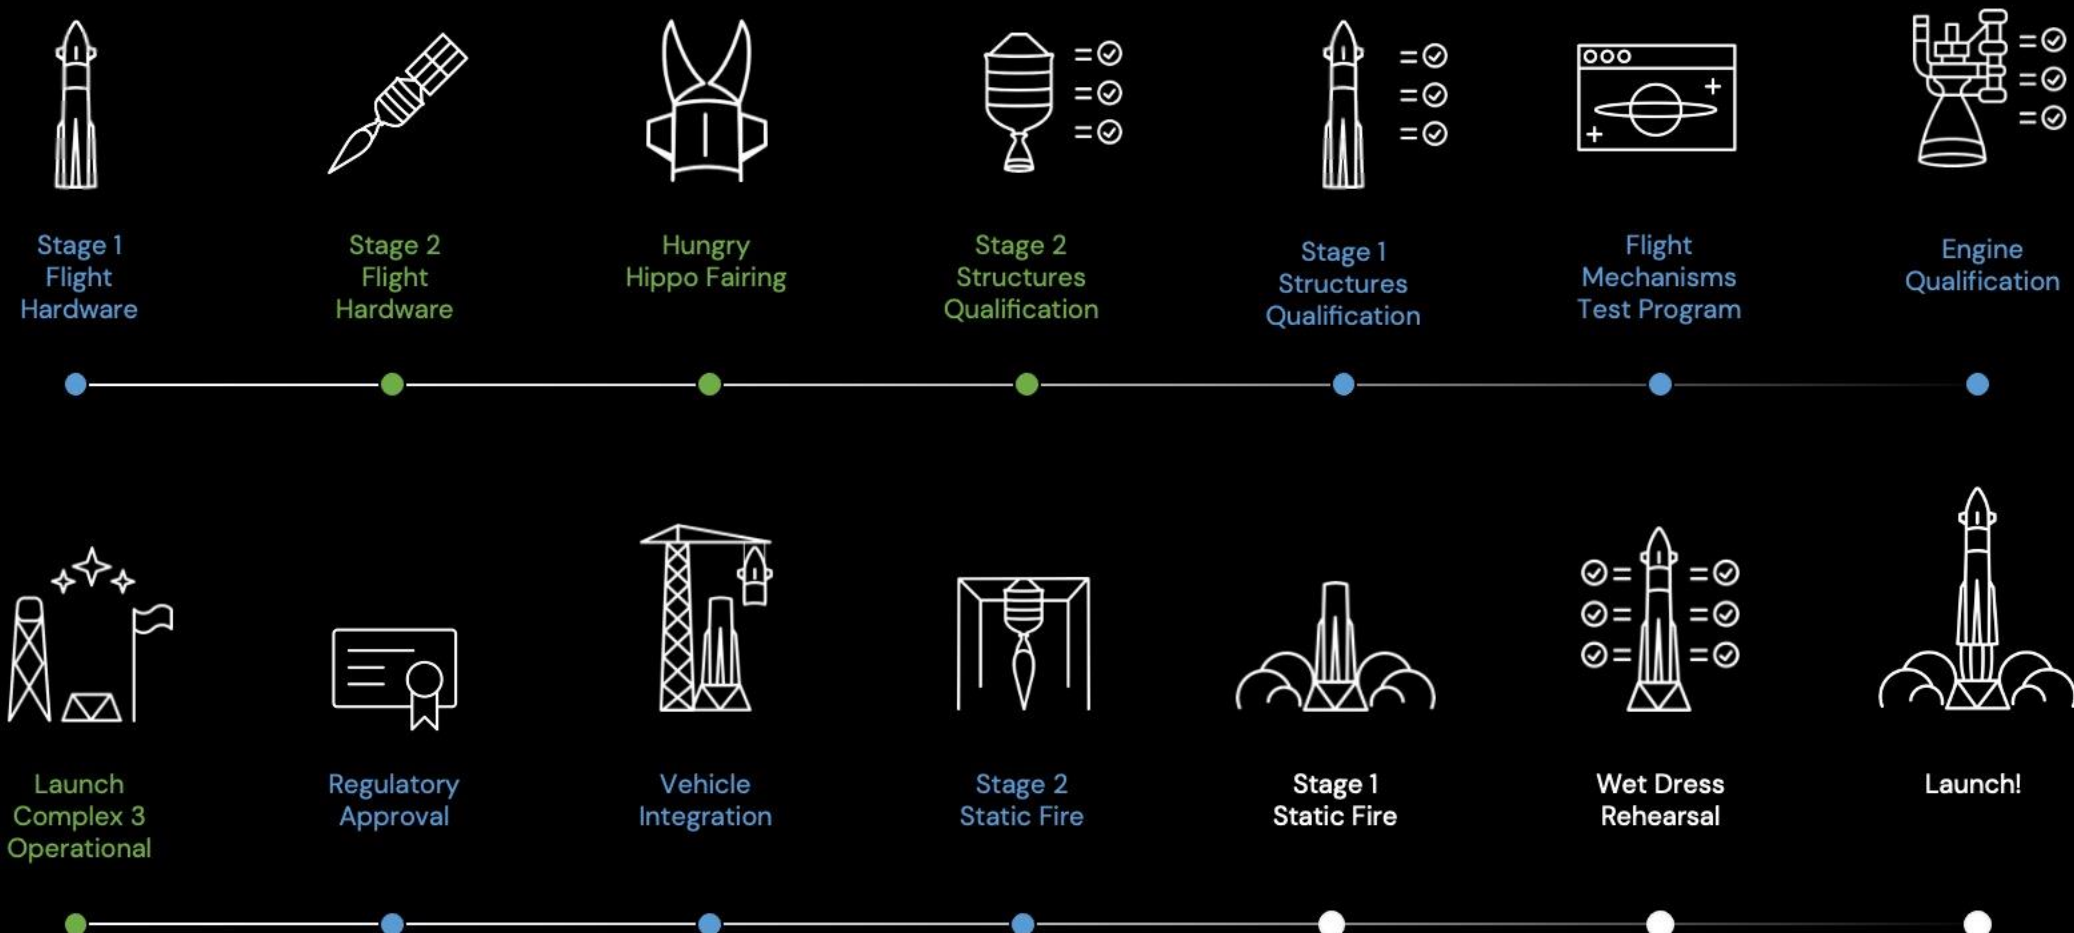 Stage 1
Flight
Hardware
Stage 2
Flight
Hardware
Hungry
Hippo Fairing
Stage 2
Structures
Qualification
Stage 1
Structures
Qualification
Flight
Mechanisms
Test Program
Engine
Qualification
Launch
Complex 3
Operational
Regulatory
Approval
Vehicle
Integration
Stage 2
Static Fire
Stage 1
Static Fire
Wet Dress
Rehearsal
Launch!